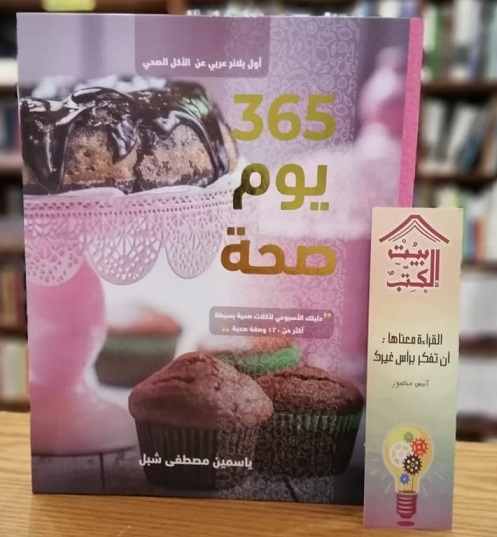 أول بلانر عربي عن الأكل الصحي
365
يوم
صحة
دليلك الأسبوعي لأكلات صحية بسيطة
أكثر من ١٢٠ وصفة صحية
ياسمين مصطفى شبل
بيت
الكتب
القراءة معناها :
أن تفكر برأس غيرك
أنيس منصور